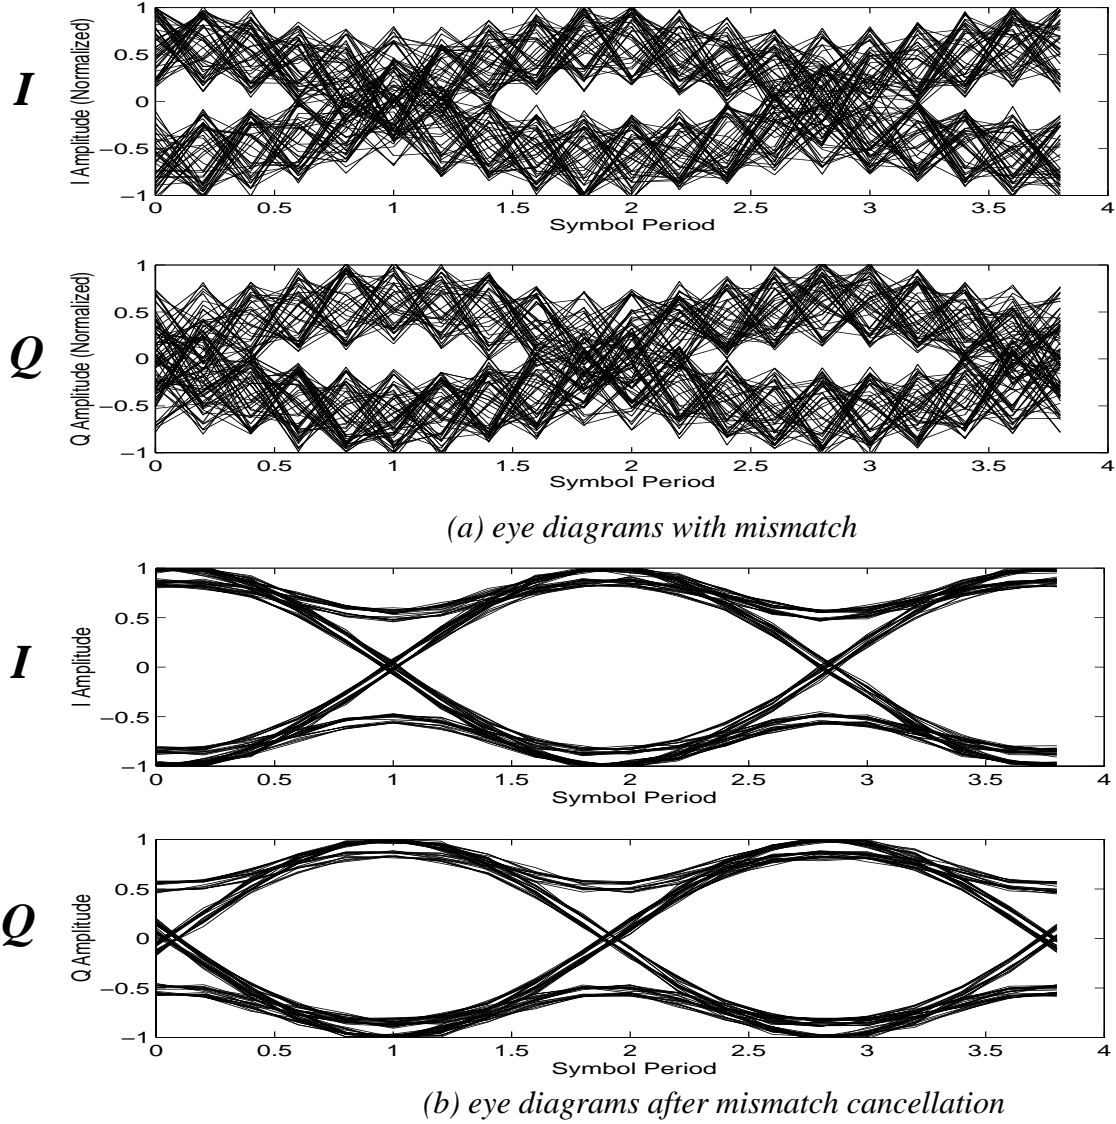 I
I Amplitude (Normalized)
1
0.5
0
−0.5
−1
0 0.5 1 1.5 2 2.5 3 3.5 4
Symbol Period
Q
Q Amplitude (Normalized)
1
0.5
0
−0.5
−1
0 0.5 1 1.5 2 2.5 3 3.5 4
Symbol Period
(a) eye diagrams with mismatch
I
I Amplitude
1
0.5
0
−0.5
−1
0 0.5 1 1.5 2 2.5 3 3.5 4
Symbol Period
Q
Q Amplitude
1
0.5
0
−0.5
−1
0 0.5 1 1.5 2 2.5 3 3.5 4
Symbol Period
(b) eye diagrams after mismatch cancellation